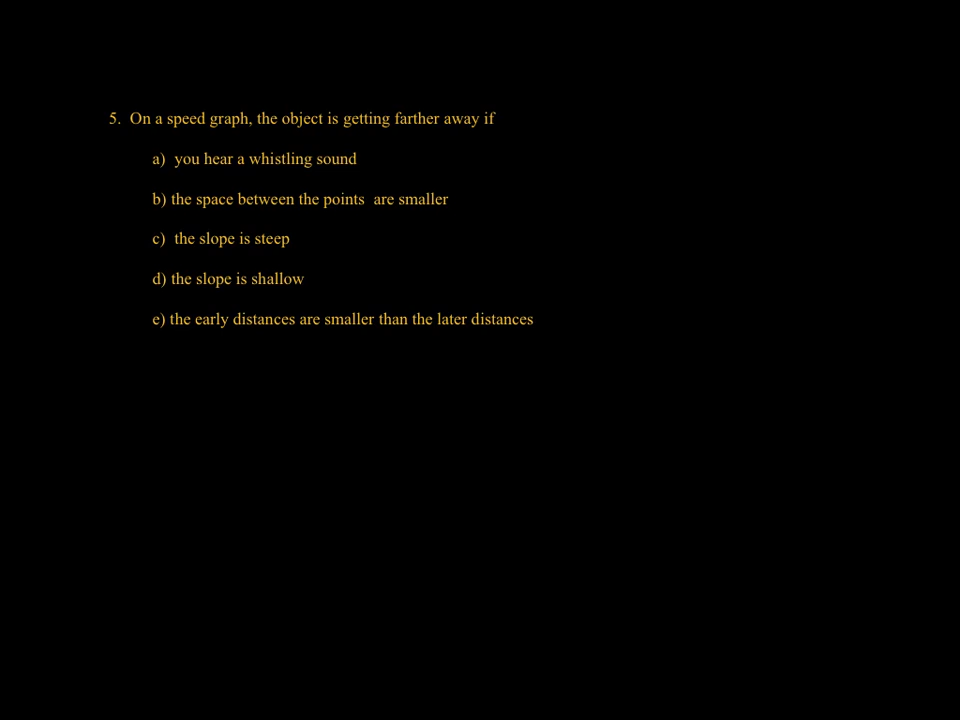 5.  On a speed graph, the object is getting farther away if
a)  you hear a whistling sound
b) the space between the points  are smaller
c)  the slope is steep
d) the slope is shallow
e) the early distances are smaller than the later distances